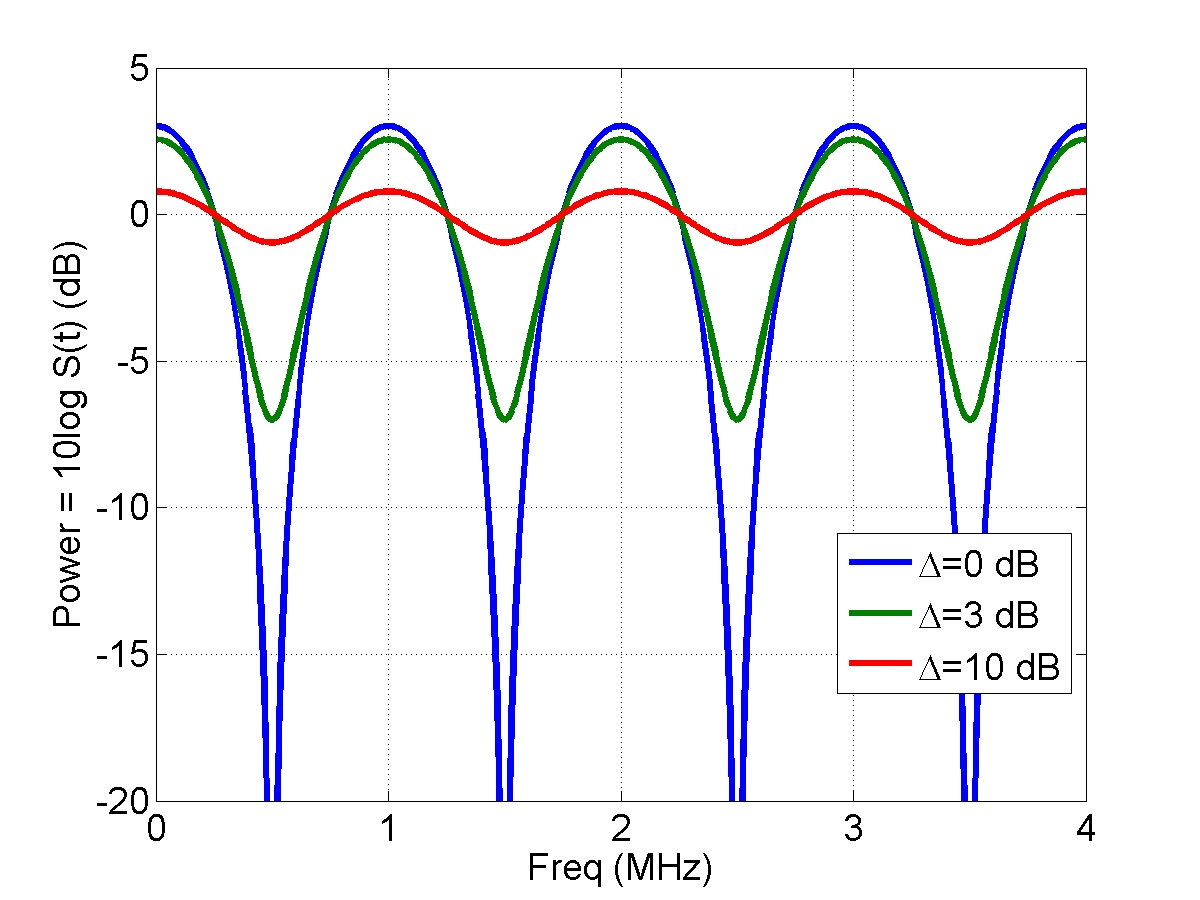 5
0
-5
-10
-15
-20
0 1 2 3 4
Power = 10log S(t) (dB)
Freq (MHz)
Δ=0 dB
Δ=3 dB
Δ=10 dB